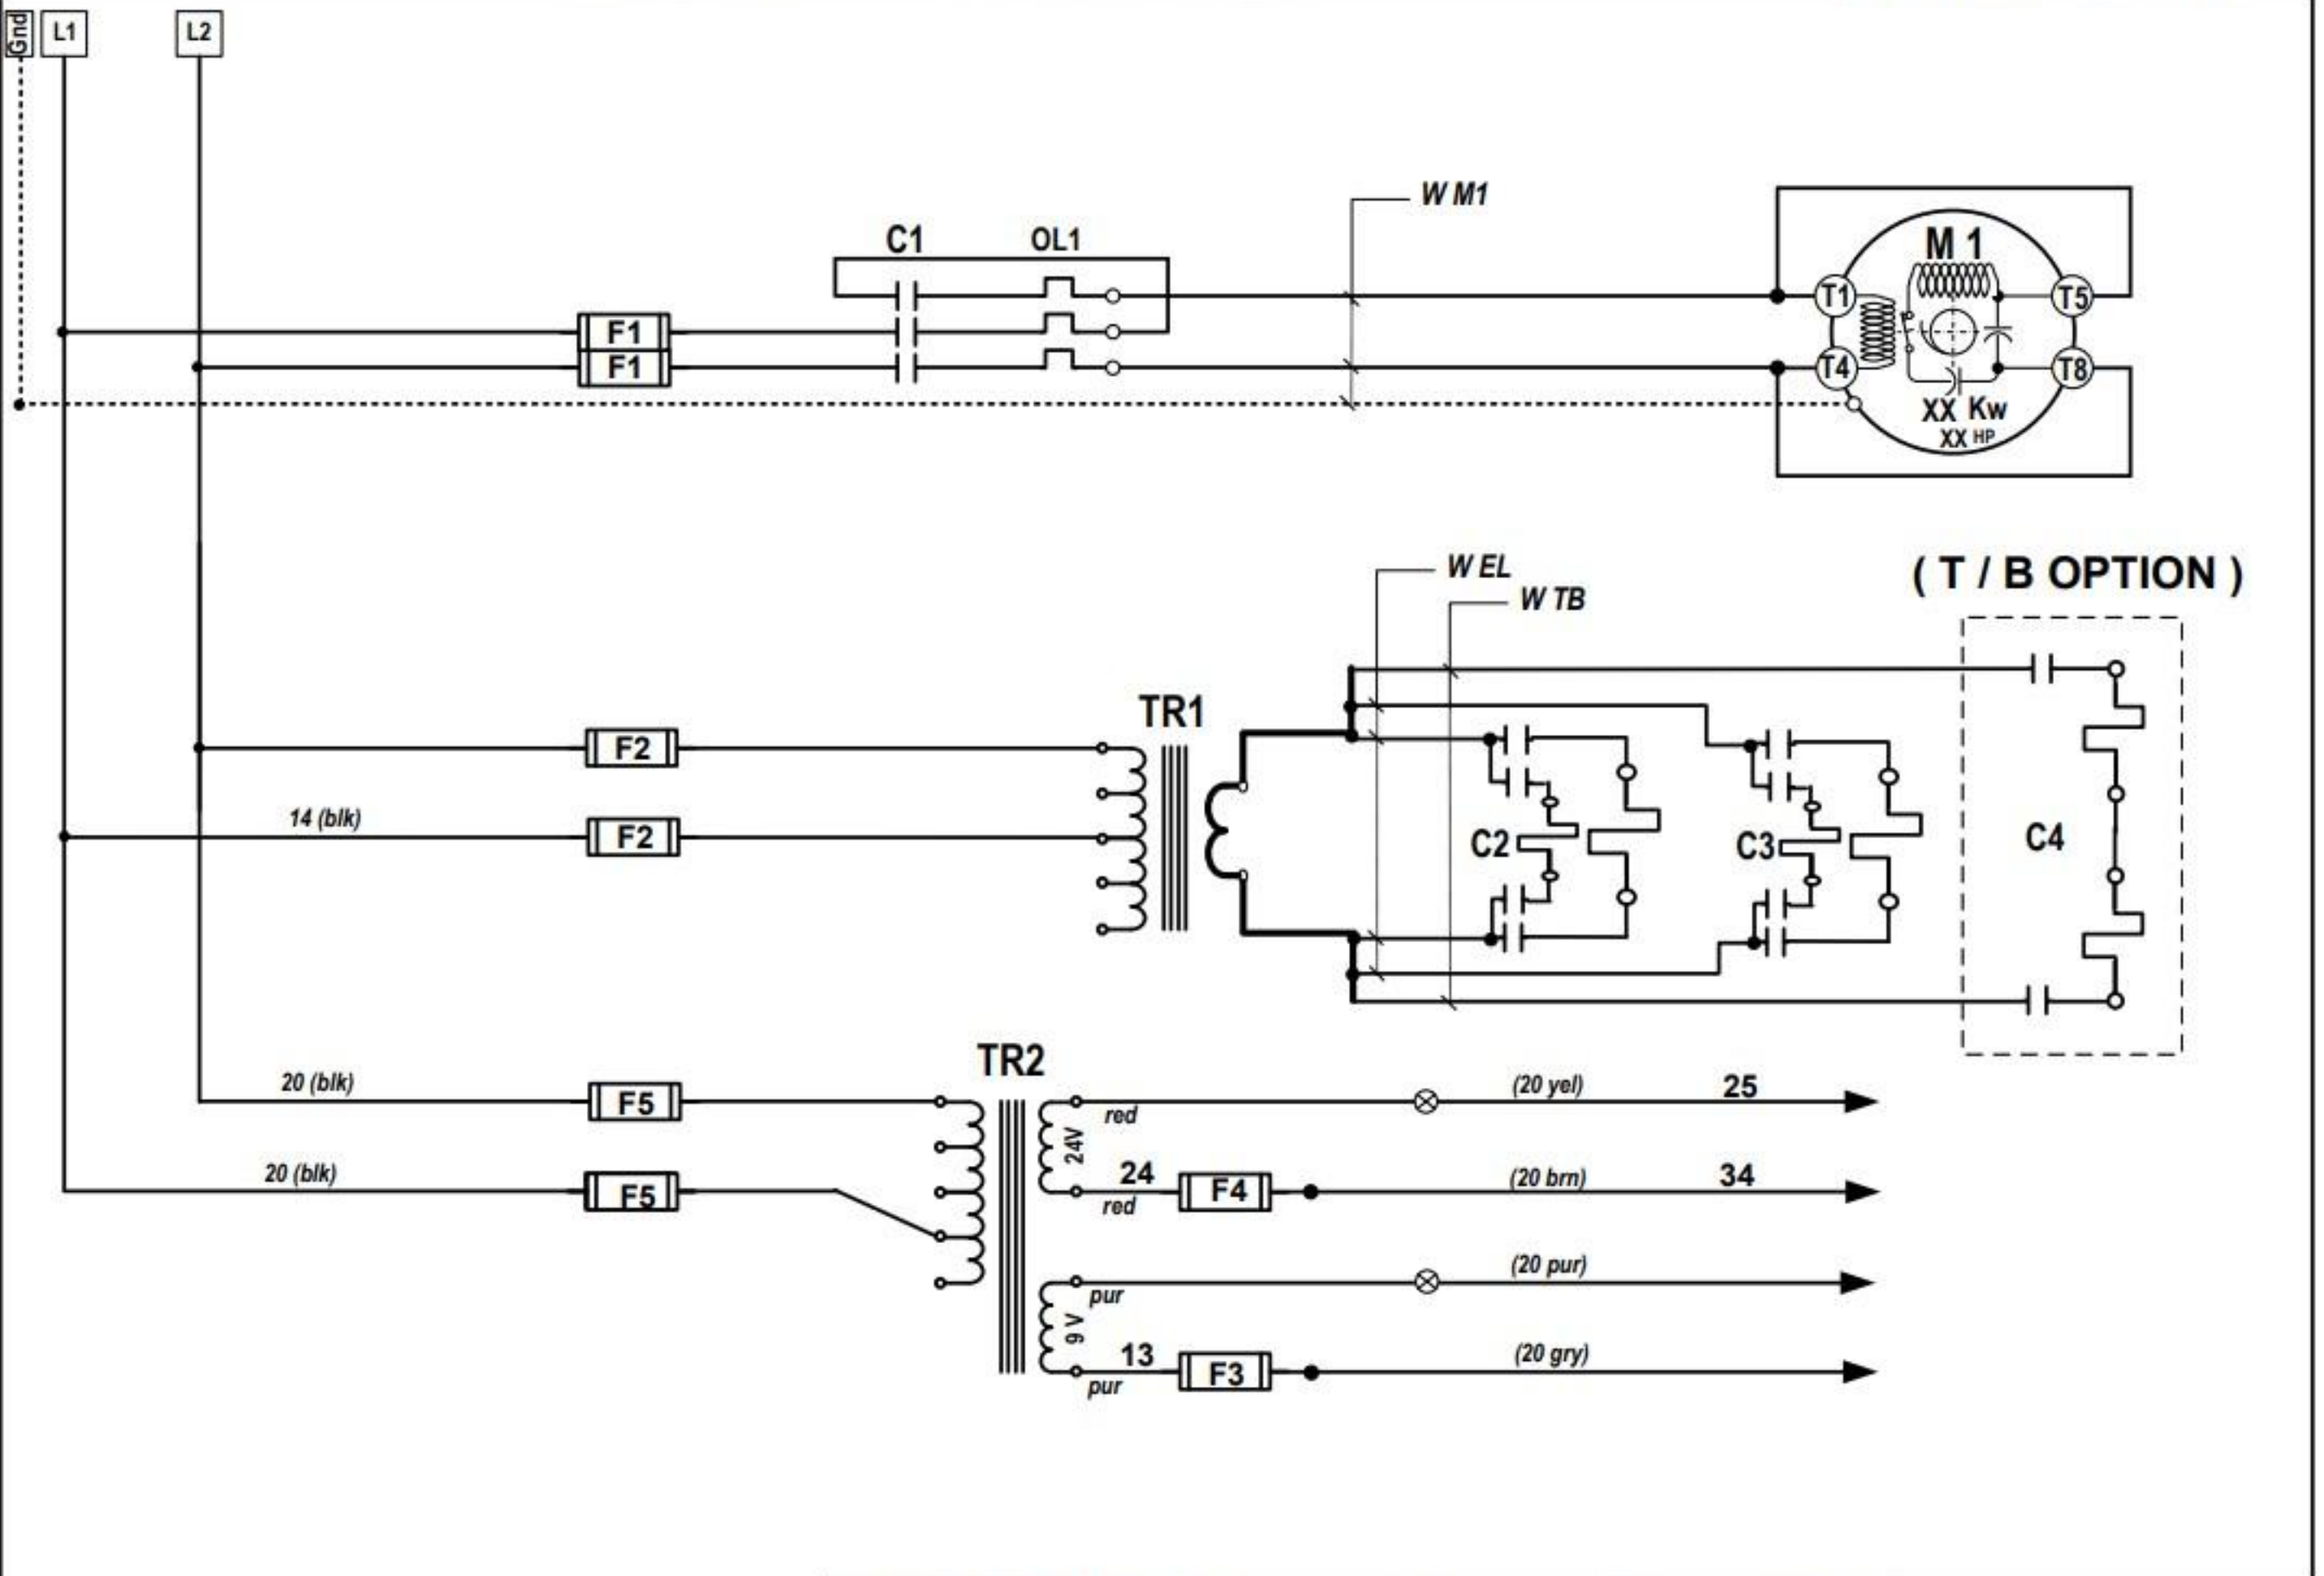 Gnd
L1
L2
W M1
C1
OL1
M 1
F1
T1
T5
F1
T4
T8
XX Kw
XX HP
W EL
( T / B OPTION )
W TB
TR1
F2
14 (blk)
F2
C2
C3
C4
TR2
20 (blk)
F5
red
24V
(20 yel)
25
20 (blk)
F5
24
red
F4
(20 brn)
34
pur
9 V
(20 pur)
13
pur
F3
(20 gry)